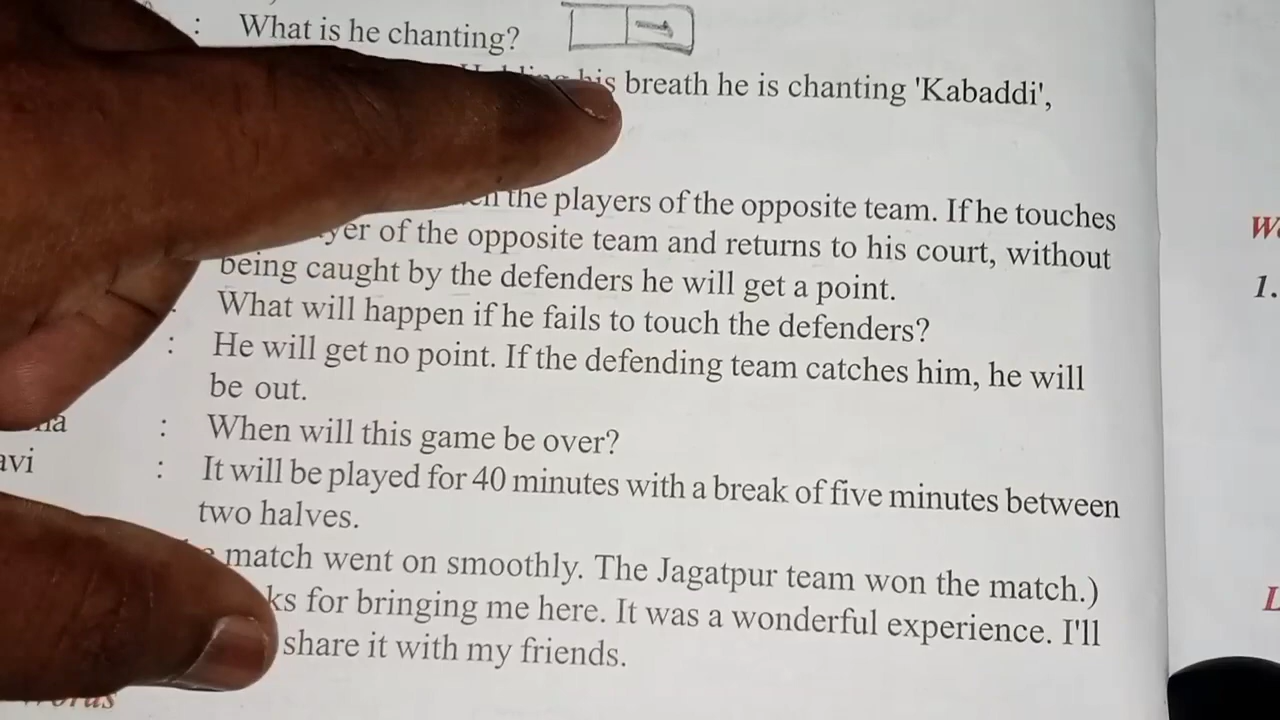 : What is he chanting?
his breath he is chanting 'Kabaddi',
the players of the opposite team. If he touches
of the opposite team and returns to his court, without
being caught by the defenders he will get a point.
What will happen if he fails to touch the defenders?
: He will get no point. If the defending team catches him, he will
be out.
: When will this game be over?
avi : It will be played for 40 minutes with a break of five minutes between
two halves.
match went on smoothly. The Jagatpur team won the match.)
ks for bringing me here. It was a wonderful experience. I'll
share it with my friends.
1.